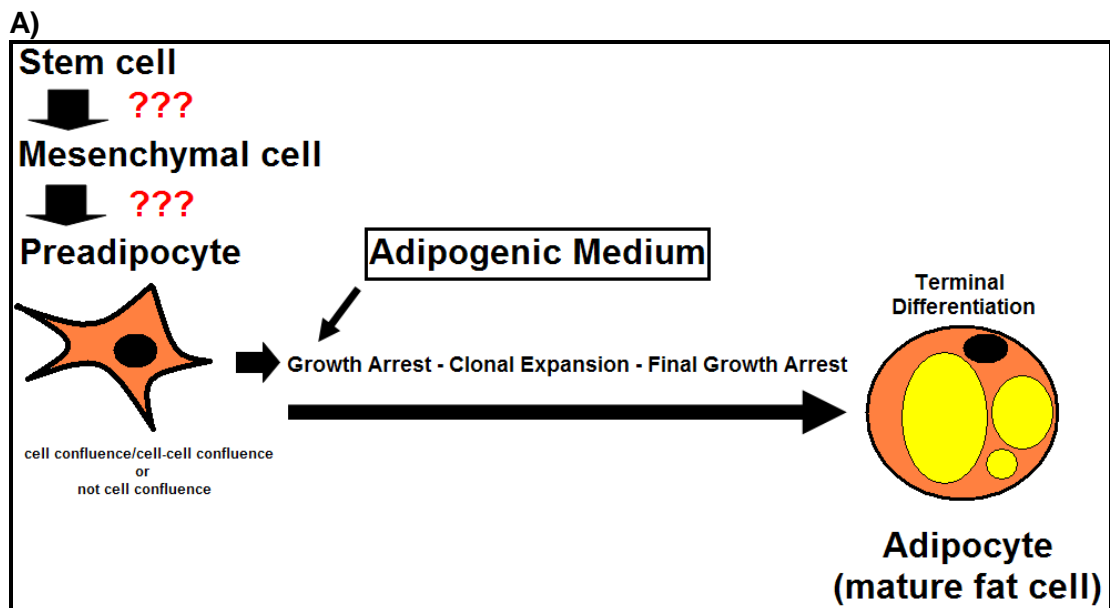 A)
Stem cell
???
Mesenchymal cell
???
Preadipocyte
Adipogenic Medium
Terminal
Differentiation
Growth Arrest - Clonal Expansion - Final Growth Arrest
cell confluence/cell-cell confluence
or
not cell confluence
Adipocyte
(mature fat cell)